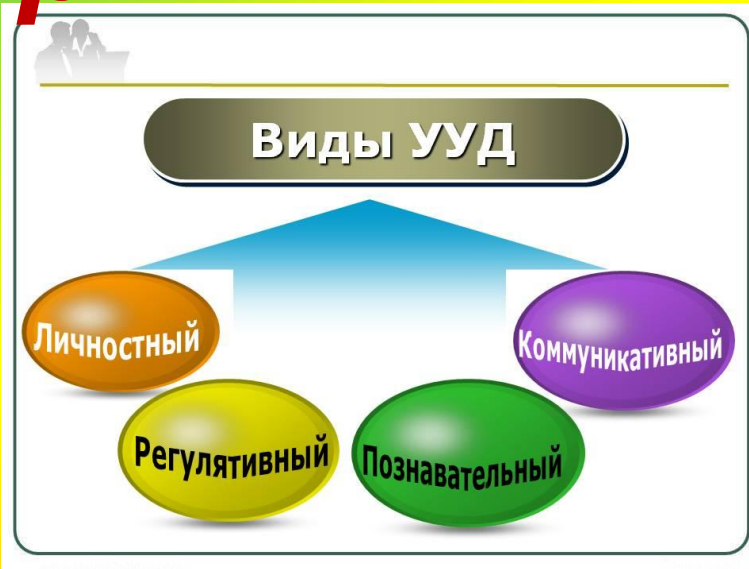 Виды УУД
Личностный
Коммуникативный
Регулятивный
Познавательный